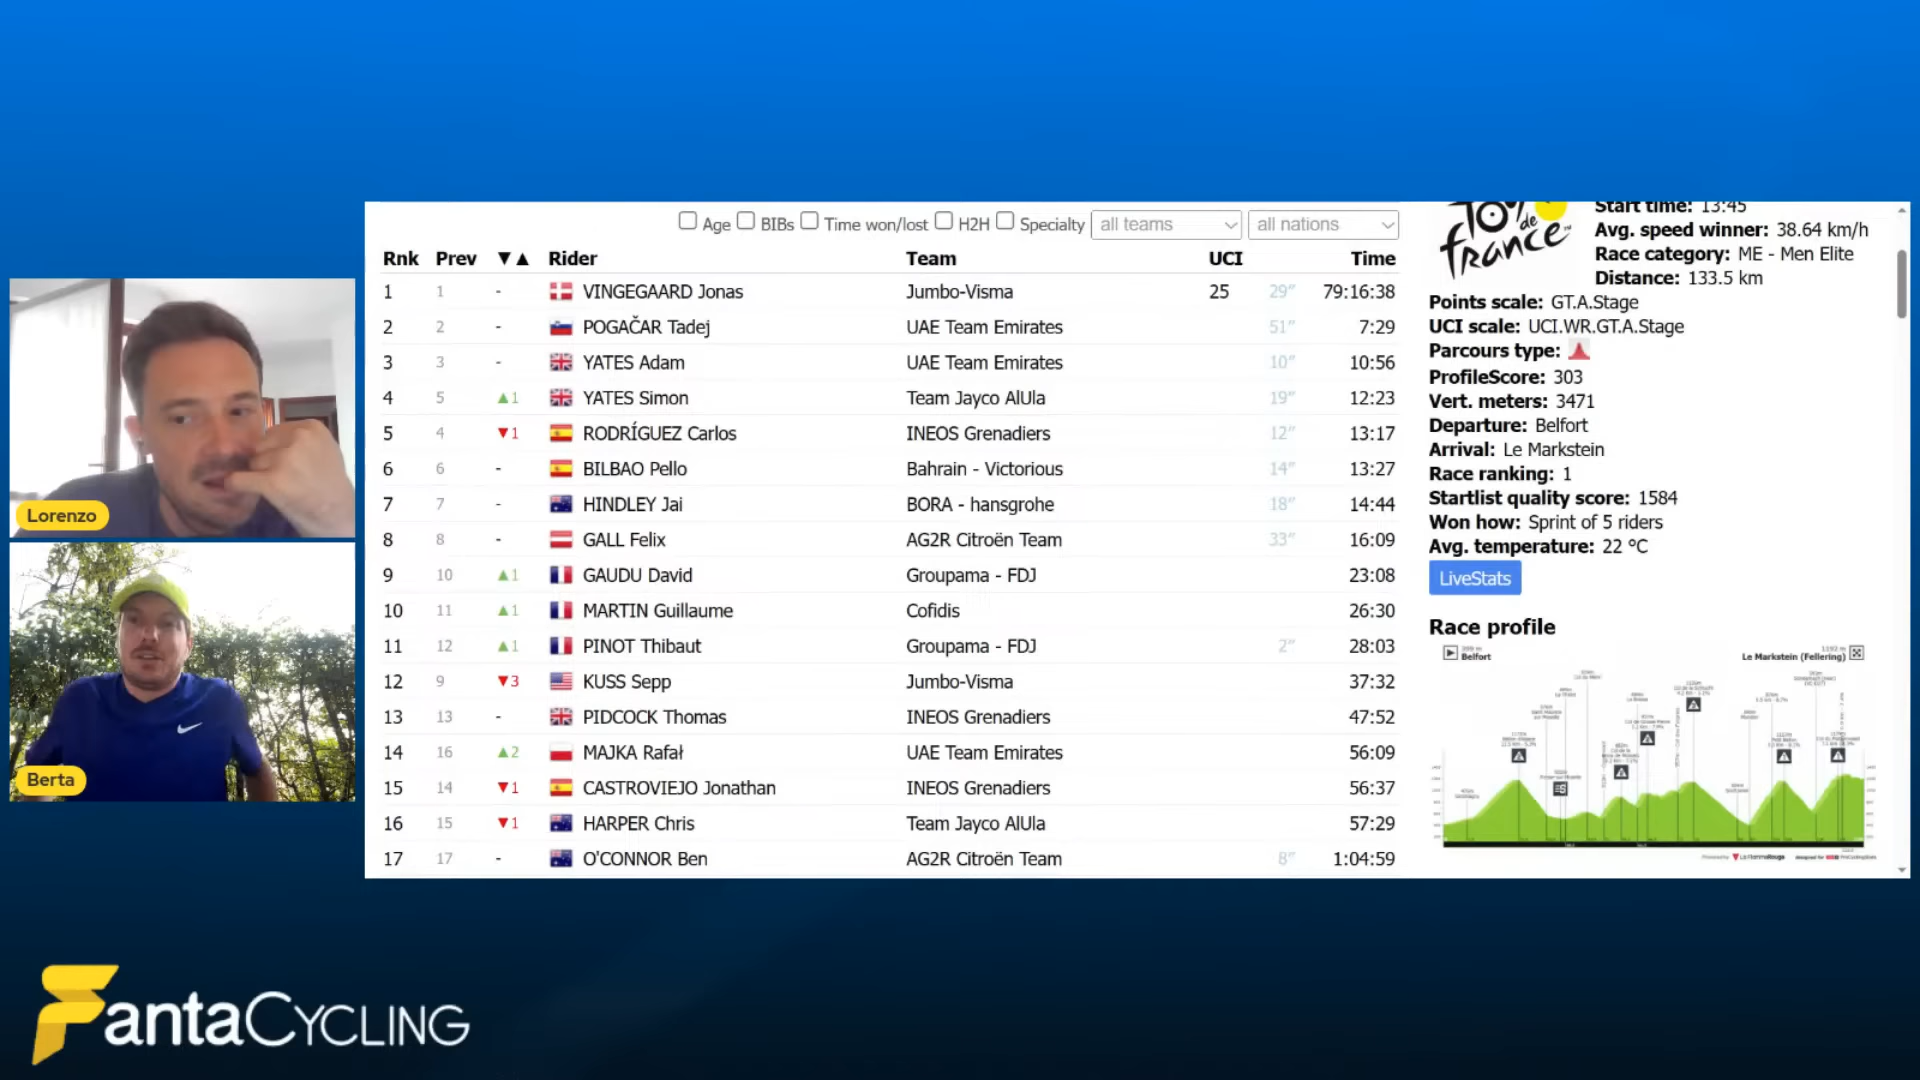 Age BIBs Time won/lost H2H Specialty all teams all nations
Rnk Prev ▼▲ Rider Team UCI Time
1 1 - VINGEGAARD Jonas Jumbo-Visma 25 29" 79:16:38
2 2 - POGAČAR Tadej UAE Team Emirates 51" 7:29
3 3 - YATES Adam UAE Team Emirates 10" 10:56
4 5 ▲1 YATES Simon Team Jayco AlUla 19" 12:23
5 4 ▼1 RODRÍGUEZ Carlos INEOS Grenadiers 12" 13:17
6 6 - BILBAO Pello Bahrain - Victorious 14" 13:27
7 7 - HINDLEY Jai BORA - hansgrohe 18" 14:44
8 8 - GALL Felix AG2R Citroën Team 33" 16:09
9 10 ▲1 GAUDU David Groupama - FDJ 23:08
10 11 ▲1 MARTIN Guillaume Cofidis 26:30
11 12 ▲1 PINOT Thibaut Groupama - FDJ 2" 28:03
12 9 ▼3 KUSS Sepp Jumbo-Visma 37:32
13 13 - PIDCOCK Thomas INEOS Grenadiers 47:52
14 16 ▲2 MAJKA Rafał UAE Team Emirates 56:09
15 14 ▼1 CASTROVIEJO Jonathan INEOS Grenadiers 56:37
16 15 ▼1 HARPER Chris Team Jayco AlUla 57:29
17 17 - O'CONNOR Ben AG2R Citroën Team 8" 1:04:59
Tour de france
Start time: 13:45
Avg. speed winner: 38.64 km/h
Race category: ME - Men Elite
Distance: 133.5 km
Points scale: GT.A.Stage
UCI scale: UCI.WR.GT.A.Stage
Parcours type:
ProfileScore: 303
Vert. meters: 3471
Departure: Belfort
Arrival: Le Markstein
Race ranking: 1
Startlist quality score: 1584
Won how: Sprint of 5 riders
Avg. temperature: 22 °C
LiveStats
Race profile
Belfort
Le Markstein (Fellering)
Lorenzo
Berta
FantaCycling